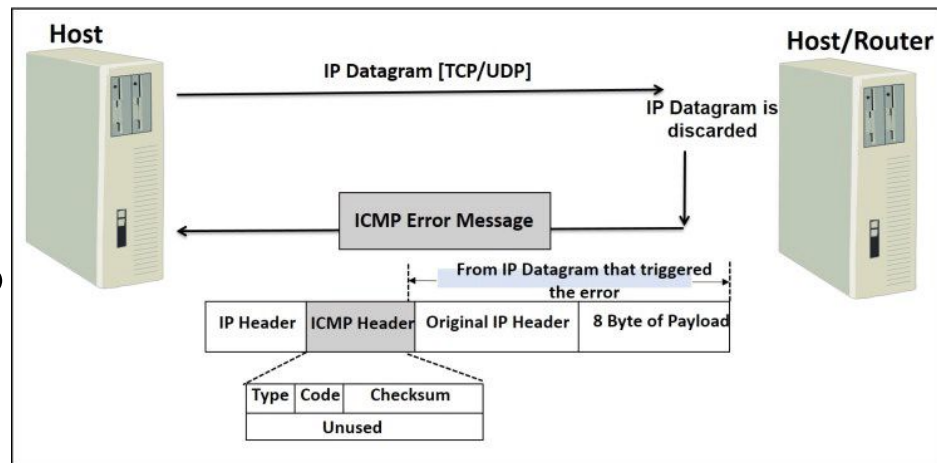 Host
Host/Router
IP Datagram [TCP/UDP]
IP Datagram is
discarded
ICMP Error Message
From IP Datagram that triggered
the error
IP Header
ICMP Header
Original IP Header
8 Byte of Payload
Type
Code
Checksum
Unused